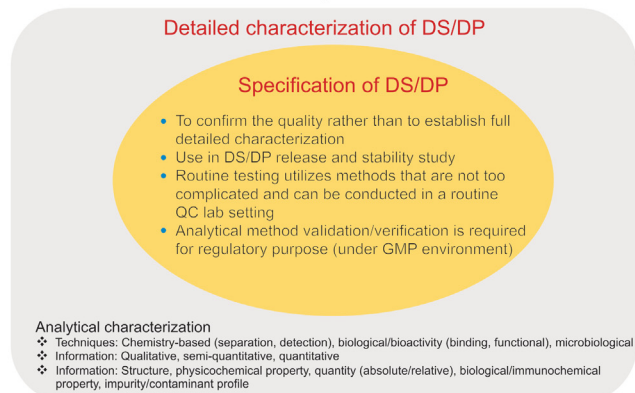 Detailed characterization of DS/DP
Specification of DS/DP
• To confirm the quality rather than to establish full
detailed characterization
• Use in DS/DP release and stability study
• Routine testing utilizes methods that are not too
complicated and can be conducted in a routine
QC lab setting
• Analytical method validation/verification is required
for regulatory purpose (under GMP environment)
Analytical characterization
❖ Techniques: Chemistry-based (separation, detection), biological/bioactivity (binding, functional), microbiological
❖ Information: Qualitative, semi-quantitative, quantitative
❖ Information: Structure, physicochemical property, quantity (absolute/relative), biological/immunochemical
property, impurity/contaminant profile